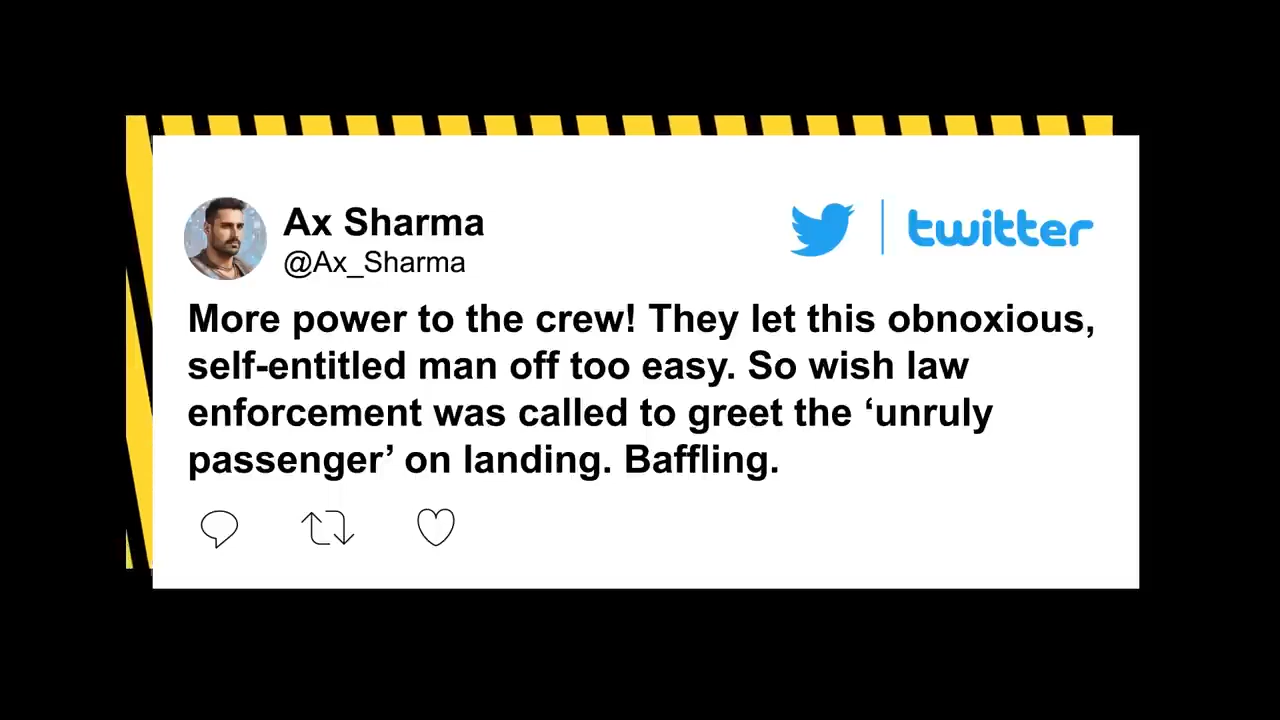 Ax Sharma
@Ax_Sharma
twitter
More power to the crew! They let this obnoxious,
self-entitled man off too easy. So wish law
enforcement was called to greet the ‘unruly
passenger’ on landing. Baffling.